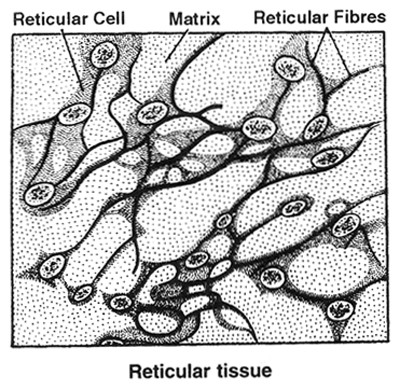 Reticular Cell Matrix Reticular Fibres
Reticular tissue